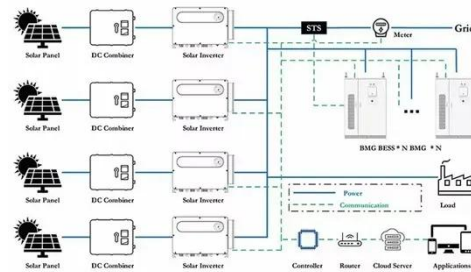 STS
Meter
Grid
Solar Panel
DC Combiner
Solar Inverter
Solar Panel
DC Combiner
Solar Inverter
BMG BESS * N BMG * N
Solar Panel
DC Combiner
Solar Inverter
Power
Communication
Load
Solar Panel
DC Combiner
Solar Inverter
Controller
Router
Cloud Server
Applications